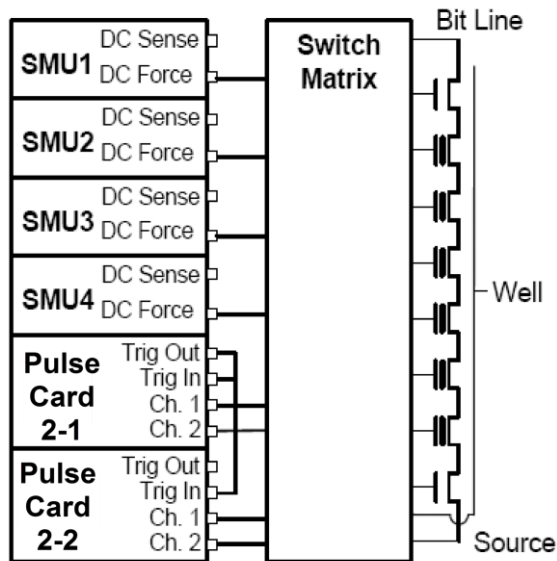 SMU1
DC Sense
DC Force
SMU2
DC Sense
DC Force
SMU3
DC Sense
DC Force
SMU4
DC Sense
DC Force
Pulse
Card
2-1
Trig Out
Trig In
Ch. 1
Ch. 2
Pulse
Card
2-2
Trig Out
Trig In
Ch. 1
Ch. 2
Switch
Matrix
Bit Line
Well
Source